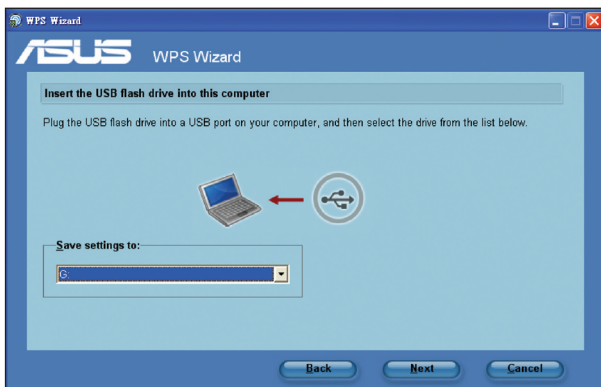 WPS Wizard
ASUS WPS Wizard
Insert the USB flash drive into this computer
Plug the USB flash drive into a USB port on your computer, and then select the drive from the list below.
Save settings to:
G:
Back Next Cancel